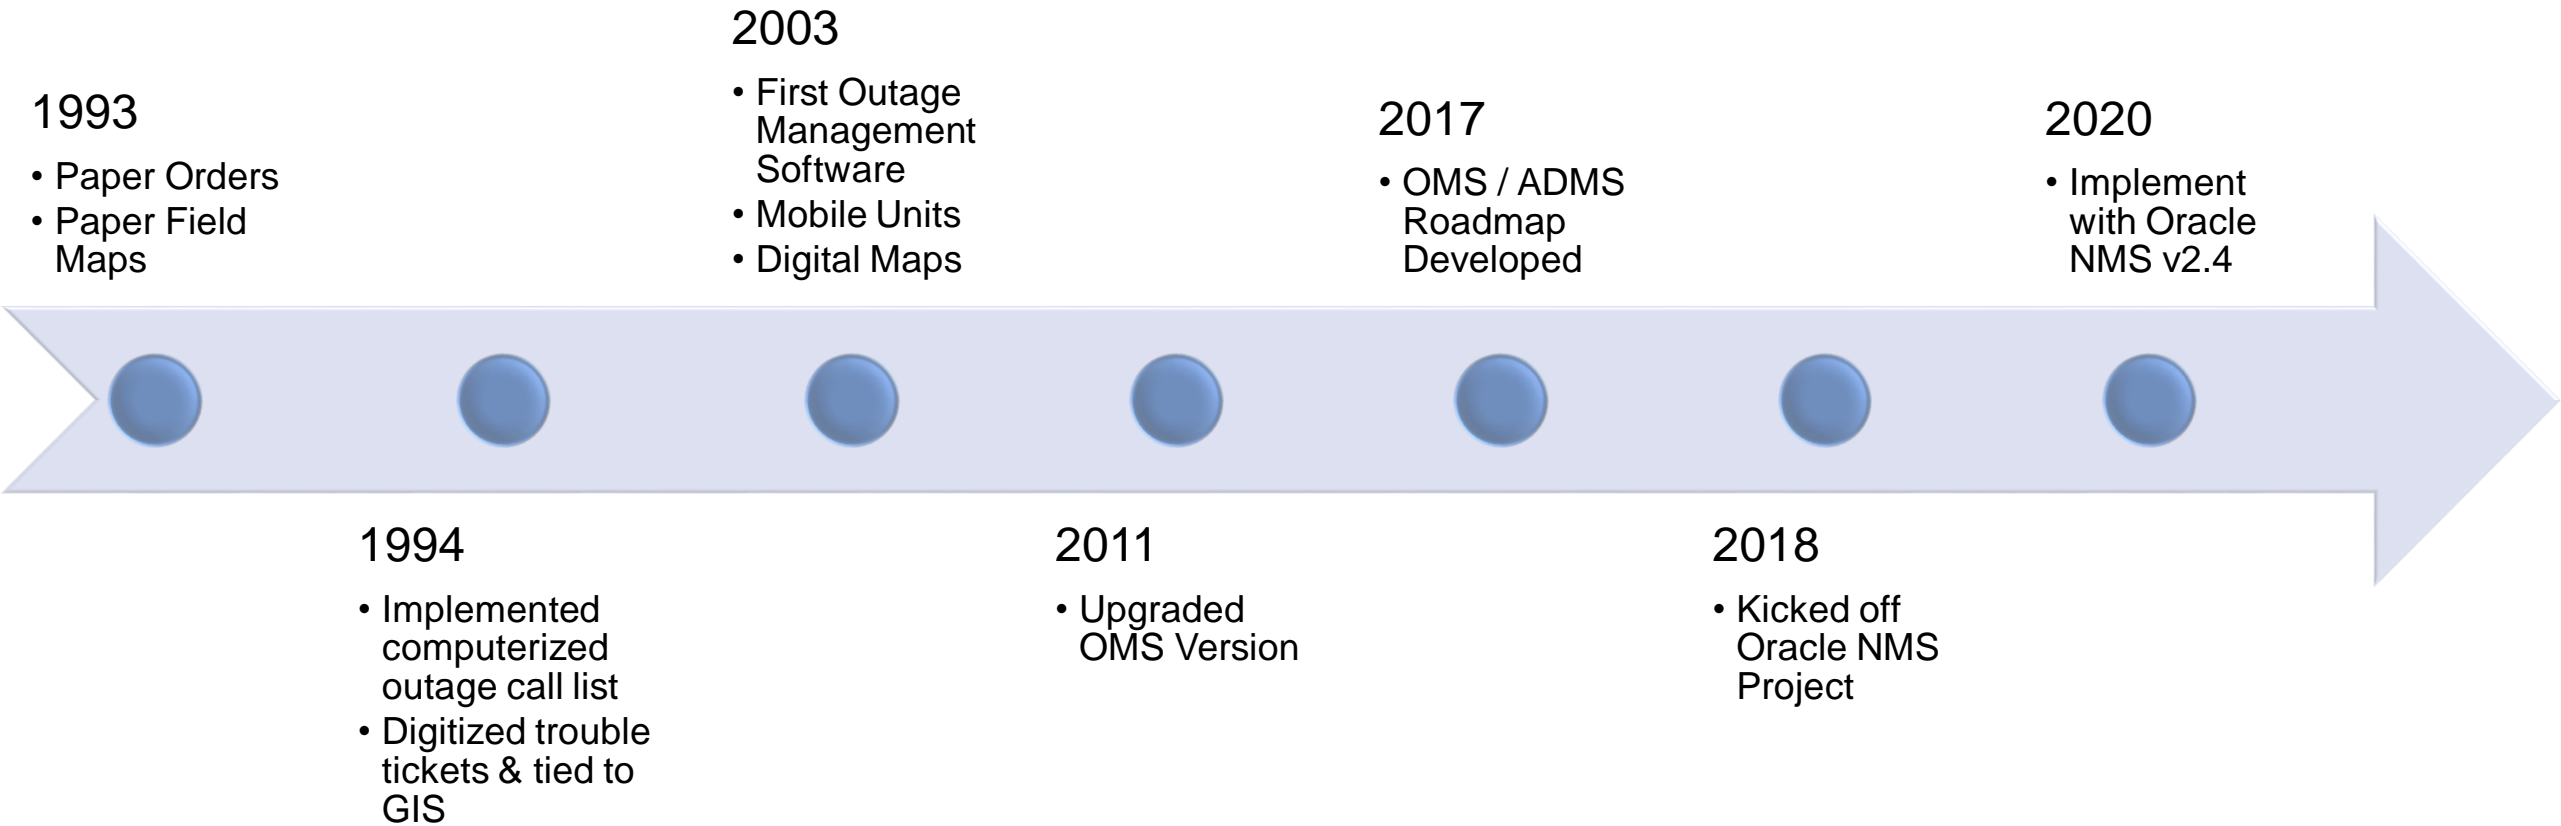 1993
• Paper Orders
• Paper Field
Maps
1994
• Implemented
computerized
outage call list
• Digitized trouble
tickets & tied to
GIS
2003
• First Outage
Management
Software
• Mobile Units
• Digital Maps
2011
• Upgraded
OMS Version
2017
• OMS / ADMS
Roadmap
Developed
2018
• Kicked off
Oracle NMS
Project
2020
• Implement
with Oracle
NMS v2.4